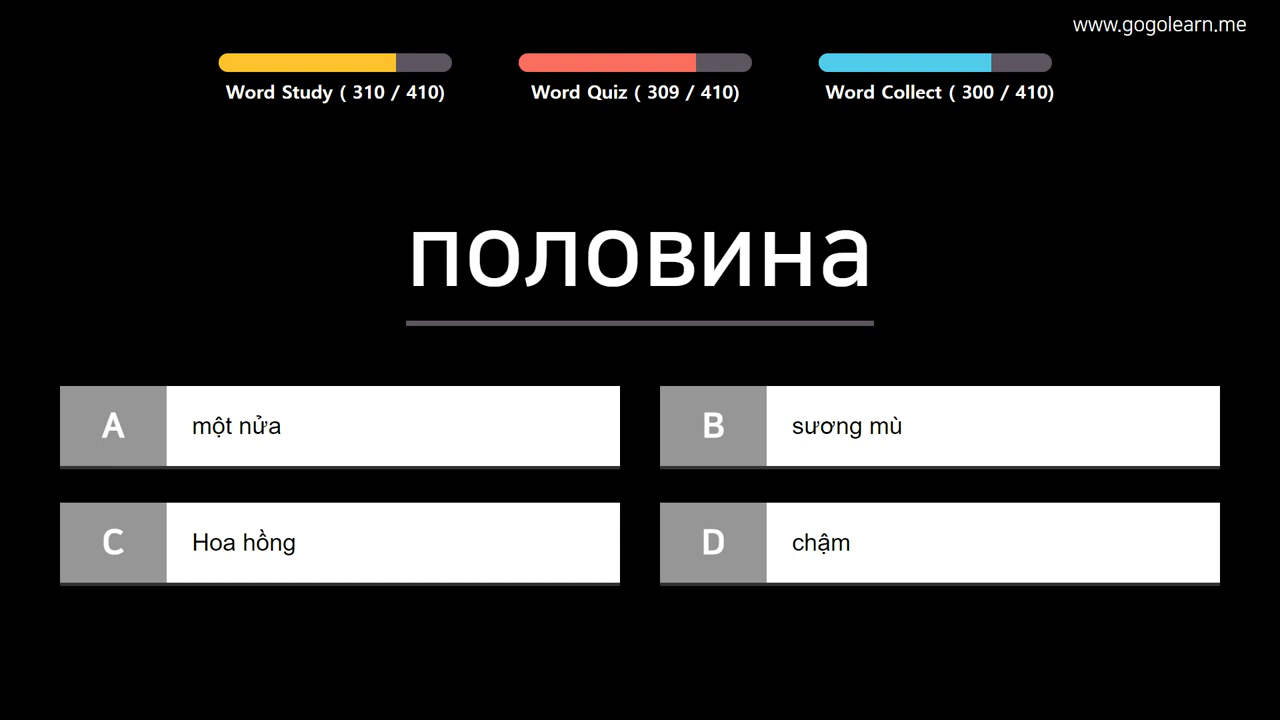 www.gogolearn.me
Word Study ( 310 / 410)
Word Quiz ( 309 / 410)
Word Collect ( 300 / 410)
половина
A một nửa
B sương mù
C Hoa hồng
D chậm